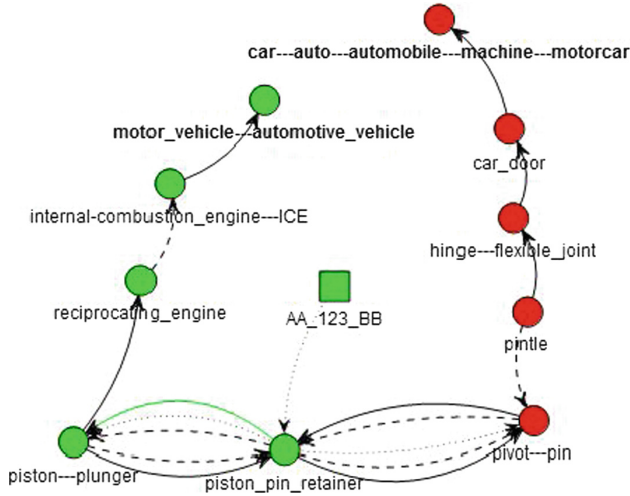 car---auto---automobile---machine---motorcar
motor_vehicle---automotive_vehicle
car_door
internal-combustion_engine---ICE
hinge---flexible_joint
reciprocating_engine
AA_123_BB
pintle
pivot---pin
piston---plunger
piston_pin_retainer